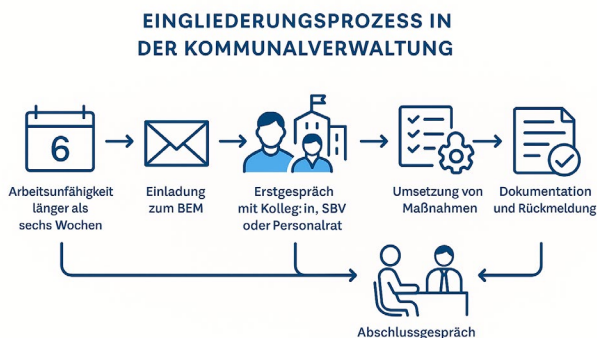 EINGLIEDERUNGSPROZESS IN
DER KOMMUNALVERWALTUNG
6
Arbeitsunfähigkeit
länger als
sechs Wochen
Einladung
zum BEM
Erstgespräch
mit Kolleg:in, SBV
oder Personalrat
Umsetzung von
Maßnahmen
Dokumentation
und Rückmeldung
Abschlussgespräch